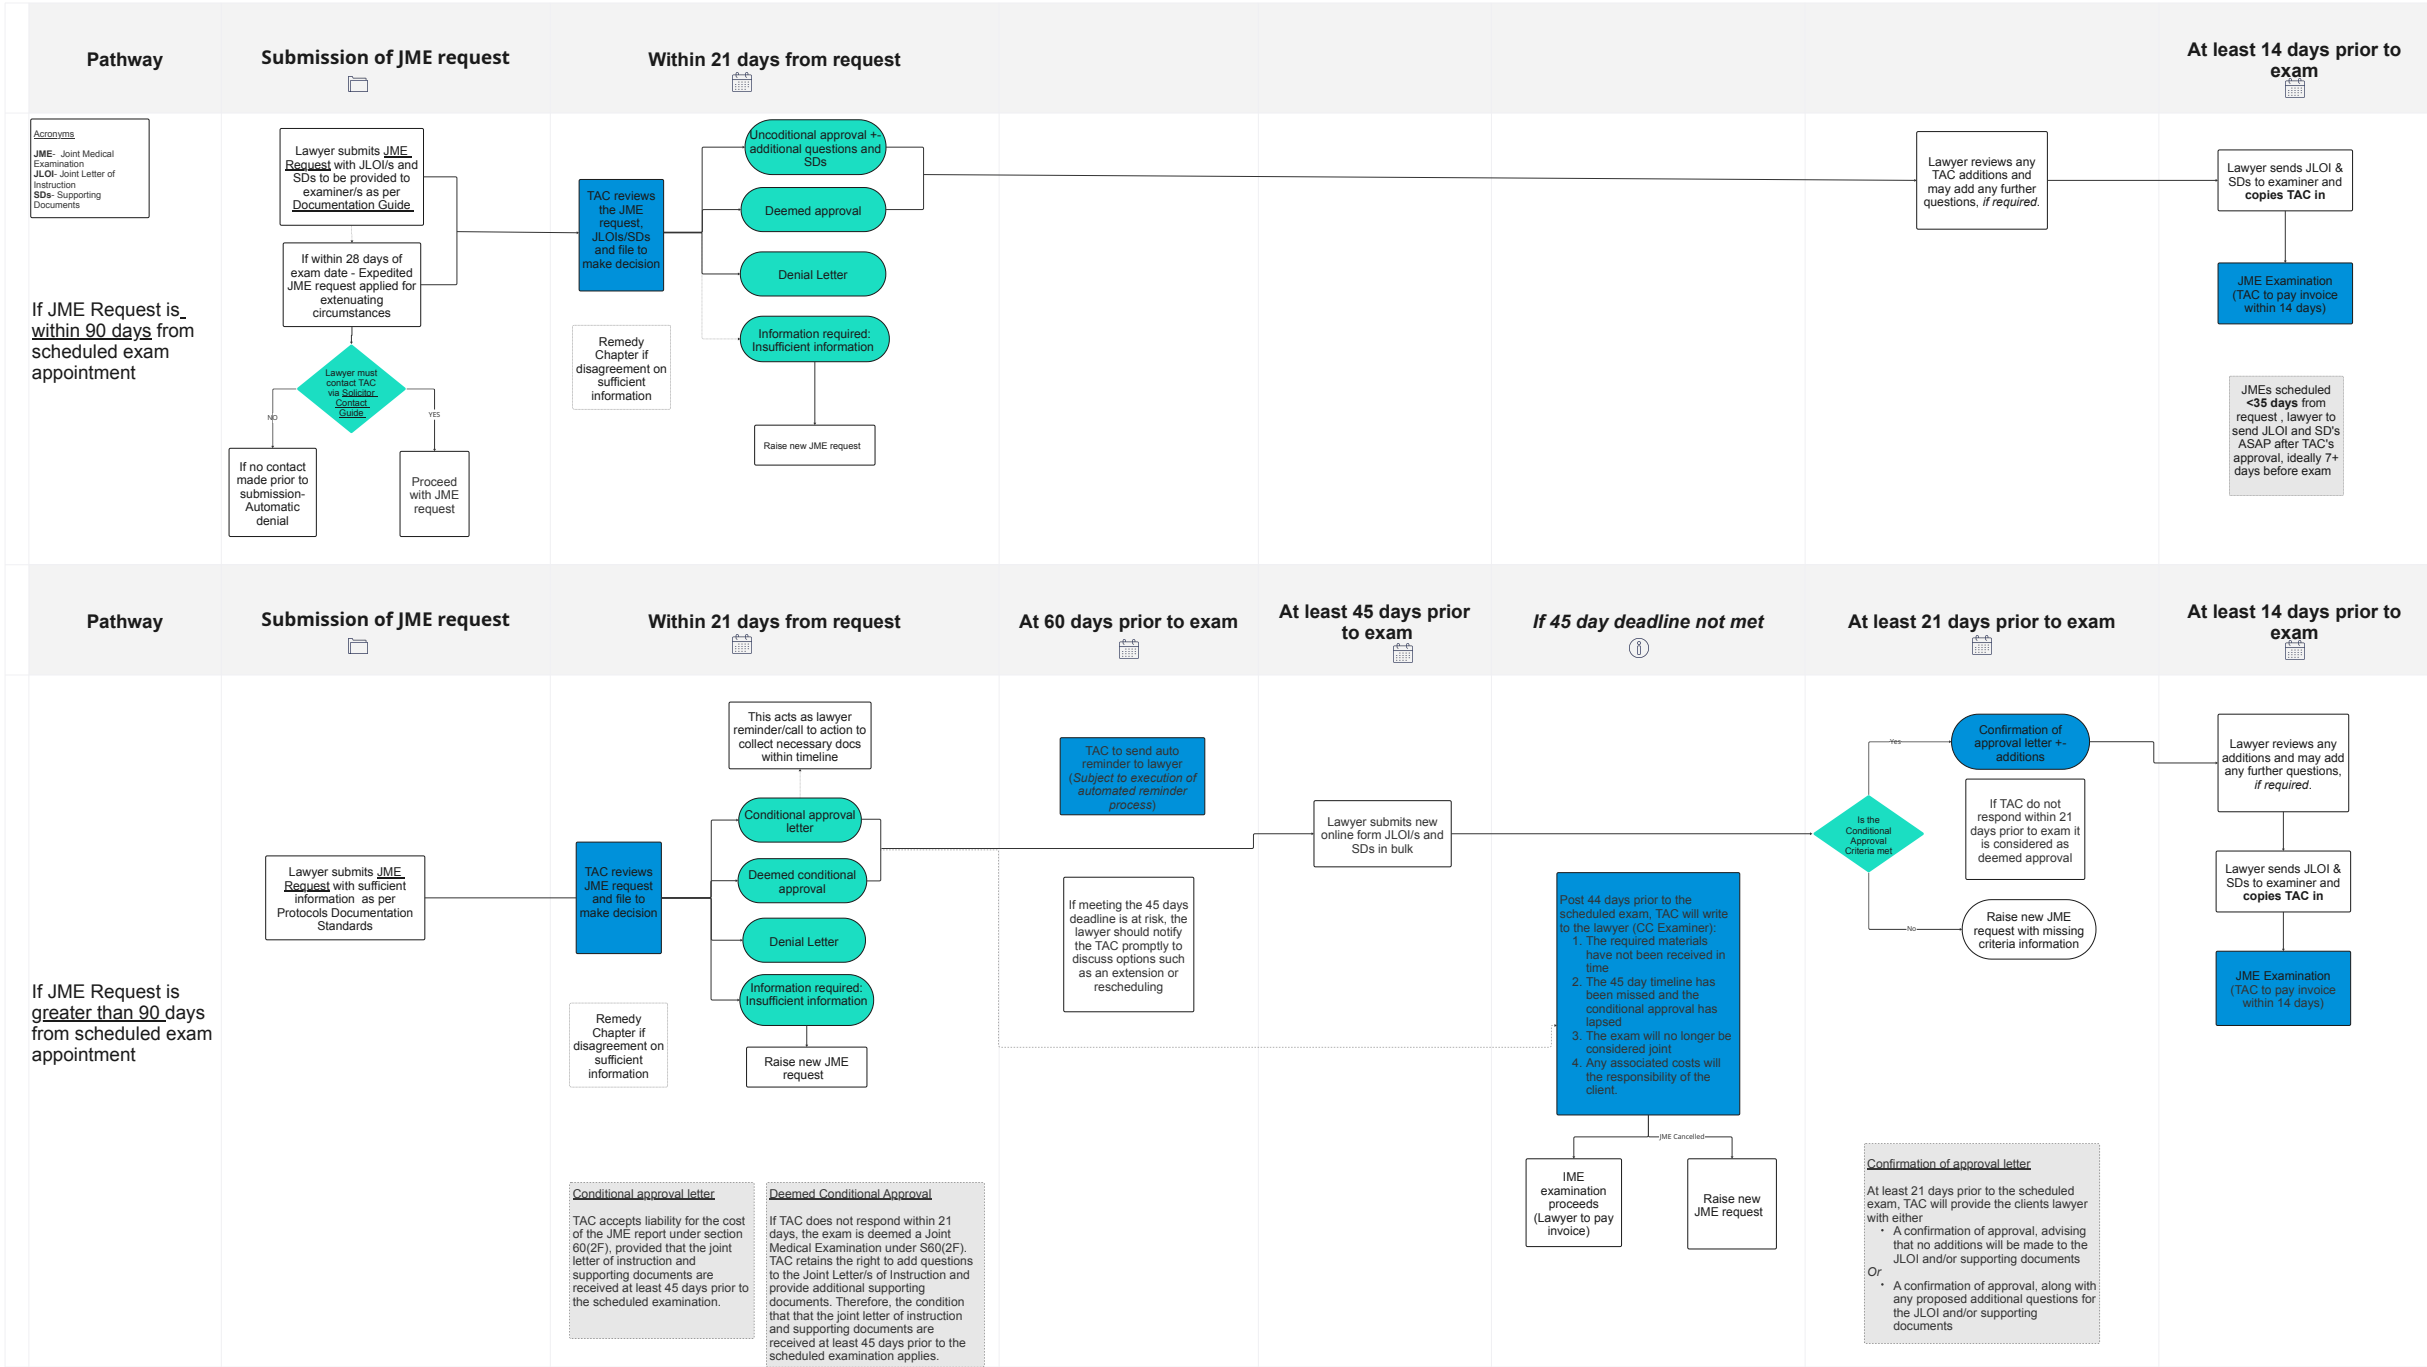 Pathway
Submission of JME request
Within 21 days from request
At least 14 days prior to
exam
Acronyms
JME- Joint Medical
Examination
JLOI- Joint Letter of
Instruction
SDs- Supporting
Documents
If JME Request is
within 90 days from
scheduled exam
appointment
Lawyer submits JME
Request with JLOI/s and
SDs to be provided to
examiner/s as per
Documentation Guide
If within 28 days of
exam date - Expedited
JME request applied for
extenuating
circumstances
Lawyer must
contact TAC
via Solicitor
Contact
Guide
NO
YES
If no contact
made prior to
submission-
Automatic
denial
Proceed
with JME
request
TAC reviews
the JME
request,
JLOIs/SDs
and file to
make decision
Remedy
Chapter if
disagreement on
sufficient
information
Uncoditional approval +-
additional questions and
SDs
Deemed approval
Denial Letter
Information required:
Insufficient information
Raise new JME request
Lawyer reviews any
TAC additions and
may add any further
questions, if required.
Lawyer sends JLOI &
SDs to examiner and
copies TAC in
JME Examination
(TAC to pay invoice
within 14 days)
JMEs scheduled
<35 days from
request , lawyer to
send JLOI and SD's
ASAP after TAC's
approval, ideally 7+
days before exam
Pathway
Submission of JME request
Within 21 days from request
At 60 days prior to exam
At least 45 days prior
to exam
If 45 day deadline not met
At least 21 days prior to exam
At least 14 days prior to
exam
If JME Request is
greater than 90 days
from scheduled exam
appointment
Lawyer submits JME
Request with sufficient
information as per
Protocols Documentation
Standards
TAC reviews
JME request
and file to
make decision
Remedy
Chapter if
disagreement on
sufficient
information
This acts as lawyer
reminder/call to action to
collect necessary docs
within timeline
Conditional approval
letter
Deemed conditional
approval
Denial Letter
Information required:
Insufficient information
Raise new JME
request
Conditional approval letter
TAC accepts liability for the cost
of the JME report under section
60(2F), provided that the joint
letter of instruction and
supporting documents are
received at least 45 days prior to
the scheduled examination.
Deemed Conditional Approval
If TAC does not respond within 21
days, the exam is deemed a Joint
Medical Examination under S60(2F).
TAC retains the right to add questions
to the Joint Letter/s of Instruction and
provide additional supporting
documents. Therefore, the condition
that that the joint letter of instruction
and supporting documents are
received at least 45 days prior to the
scheduled examination applies.
TAC to send auto
reminder to lawyer
(Subject to execution of
automated reminder
process)
If meeting the 45 days
deadline is at risk, the
lawyer should notify
the TAC promptly to
discuss options such
as an extension or
rescheduling
Lawyer submits new
online form JLOI/s and
SDs in bulk
Post 44 days prior to the
scheduled exam, TAC will write
to the lawyer (CC Examiner):
1. The required materials
have not been received in
time
2. The 45 day timeline has
been missed and the
conditional approval has
lapsed
3. The exam will no longer be
considered joint
4. Any associated costs will
the responsibility of the
client.
JME Cancelled
IME
examination
proceeds
(Lawyer to pay
invoice)
Raise new
JME request
Is the
Conditional
Approval
Criteria met
Yes
No
Confirmation of
approval letter +-
additions
If TAC do not
respond within 21
days prior to exam it
is considered as
deemed approval
Raise new JME
request with missing
criteria information
Confirmation of approval letter
At least 21 days prior to the scheduled
exam, TAC will provide the clients lawyer
with either
• A confirmation of approval, advising
that no additions will be made to the
JLOI and/or supporting documents
Or
• A confirmation of approval, along with
any proposed additional questions for
the JLOI and/or supporting
documents
Lawyer reviews any
additions and may add
any further questions,
if required.
Lawyer sends JLOI &
SDs to examiner and
copies TAC in
JME Examination
(TAC to pay invoice
within 14 days)